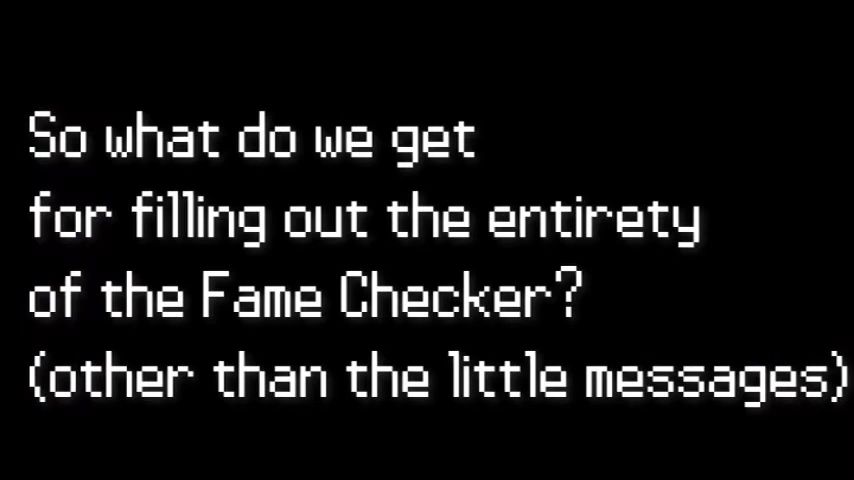 So what do we get
for filling out the entirety
of the Fame Checker?
(other than the little messages)